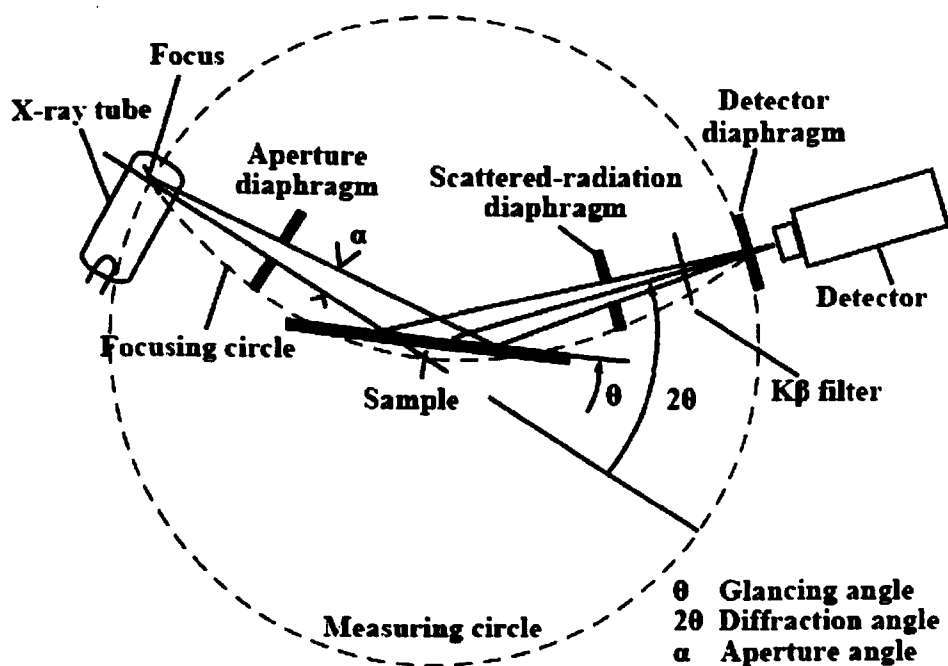 Focus
X-ray tube
Aperture
diaphragm
α
Scattered-radiation
diaphragm
Detector
diaphragm
Detector
Focusing circle
Sample
θ
2θ
Kβ filter
Measuring circle
θ Glancing angle
2θ Diffraction angle
α Aperture angle